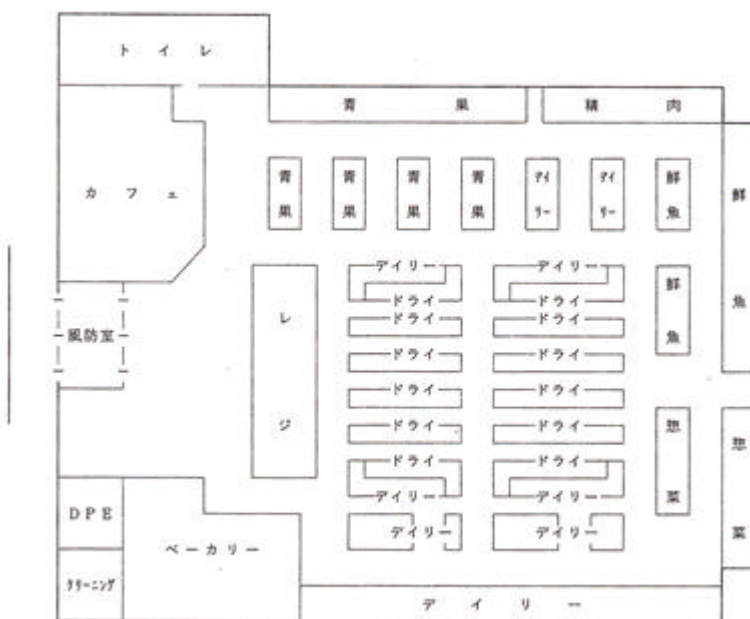 トイレ
青果 精肉
カフェ
青果 青果 青果 青果 デイリー デイリー 鮮魚
鮮魚
デイリー デイリー
ドライ ドライ
ドライ ドライ
レジ
鮮魚
風防室
ドライ ドライ
ドライ ドライ
ドライ ドライ
惣菜
惣菜
ドライ ドライ
デイリー デイリー
DPE
デイリー デイリー
ベーカリー
クリーニング
デイリー